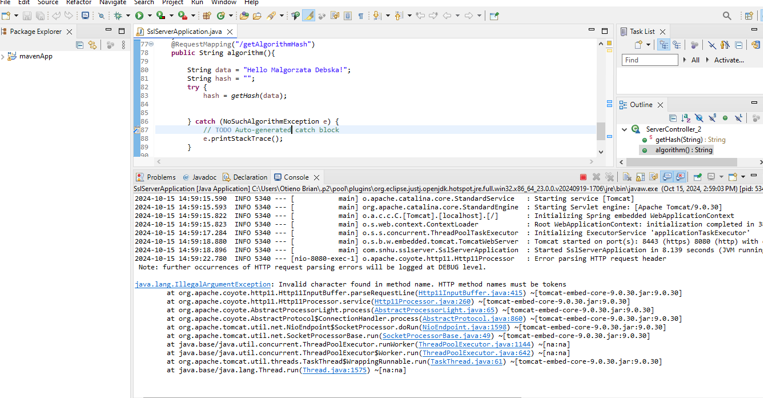 File Edit Source Refactor Navigate Search Project Run Window Help
Package Explorer
mavenApp
SslServerApplication.java
77 @RequestMapping("/getAlgorithmHash")
78 public String algorithm(){
79
80 String data = "Hello Malgorzata Debska!";
81 String hash = "";
82 try {
83 hash = getHash(data);
84
85
86 } catch (NoSuchAlgorithmException e) {
87 // TODO Auto-generated catch block
88 e.printStackTrace();
89 }
90
Task List
Find
All
Activate...
Outline
ServerController_2
getHash(String) : String
algorithm() : String
Problems Javadoc Declaration Console
SslServerApplication [Java Application] C:\Users\Otieno Brian\.p2\pool\plugins\org.eclipse.justj.openjdk.hotspot.jre.full.win32.x86_64_23.0.0.v20240919-1706\jre\bin\javaw.exe (Oct 15, 2024, 2:59:03 PM) [pid: 534
2024-10-15 14:59:15.590 INFO 5340 --- [ main] o.apache.catalina.core.StandardService : Starting service [Tomcat]
2024-10-15 14:59:15.593 INFO 5340 --- [ main] org.apache.catalina.core.StandardEngine : Starting Servlet engine: [Apache Tomcat/9.0.30]
2024-10-15 14:59:15.822 INFO 5340 --- [ main] o.a.c.c.C.[Tomcat].[localhost].[/] : Initializing Spring embedded WebApplicationContext
2024-10-15 14:59:15.823 INFO 5340 --- [ main] o.s.web.context.ContextLoader : Root WebApplicationContext: initialization completed in 38
2024-10-15 14:59:17.284 INFO 5340 --- [ main] o.s.s.concurrent.ThreadPoolTaskExecutor : Initializing ExecutorService 'applicationTaskExecutor'
2024-10-15 14:59:18.880 INFO 5340 --- [ main] o.s.b.w.embedded.tomcat.TomcatWebServer : Tomcat started on port(s): 8443 (https) 8080 (http) with
2024-10-15 14:59:18.896 INFO 5340 --- [ main] com.snhu.sslserver.SslServerApplication : Started SslServerApplication in 8.139 seconds (JVM running
2024-10-15 14:59:22.780 INFO 5340 --- [nio-8080-exec-1] o.apache.coyote.http11.Http11Processor : Error parsing HTTP request header
Note: further occurrences of HTTP request parsing errors will be logged at DEBUG level.
java.lang.IllegalArgumentException: Invalid character found in method name. HTTP method names must be tokens
at org.apache.coyote.http11.Http11InputBuffer.parseRequestLine(Http11InputBuffer.java:415) ~[tomcat-embed-core-9.0.30.jar:9.0.30]
at org.apache.coyote.http11.Http11Processor.service(Http11Processor.java:260) ~[tomcat-embed-core-9.0.30.jar:9.0.30]
at org.apache.coyote.AbstractProcessorLight.process(AbstractProcessorLight.java:65) ~[tomcat-embed-core-9.0.30.jar:9.0.30]
at org.apache.coyote.AbstractProtocol$ConnectionHandler.process(AbstractProtocol.java:860) ~[tomcat-embed-core-9.0.30.jar:9.0.30]
at org.apache.tomcat.util.net.NioEndpoint$SocketProcessor.doRun(NioEndpoint.java:1598) ~[tomcat-embed-core-9.0.30.jar:9.0.30]
at org.apache.tomcat.util.net.SocketProcessorBase.run(SocketProcessorBase.java:49) ~[tomcat-embed-core-9.0.30.jar:9.0.30]
at java.base/java.util.concurrent.ThreadPoolExecutor.runWorker(ThreadPoolExecutor.java:1144) ~[na:na]
at java.base/java.util.concurrent.ThreadPoolExecutor$Worker.run(ThreadPoolExecutor.java:642) ~[na:na]
at org.apache.tomcat.util.threads.TaskThread$WrappingRunnable.run(TaskThread.java:61) ~[tomcat-embed-core-9.0.30.jar:9.0.30]
at java.base/java.lang.Thread.run(Thread.java:1575) ~[na:na]